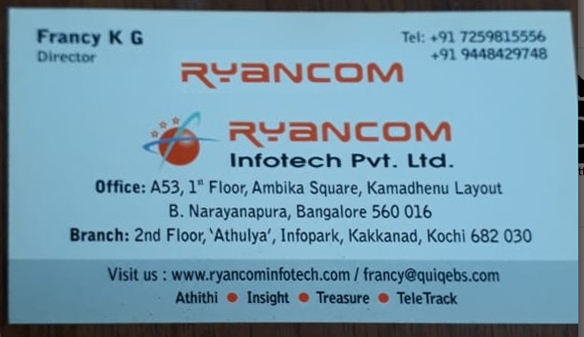 Francy K G
Director
Tel: +91 7259815556
+91 9448429748
RYANCOM
RYANCOM
Infotech Pvt. Ltd.
Office: A53, 1st Floor, Ambika Square, Kamadhenu Layout
B. Narayanapura, Bangalore 560 016
Branch: 2nd Floor, 'Athulya', Infopark, Kakkanad, Kochi 682 030
Visit us : www.ryancominfotech.com / francy@quiqebs.com
Athithi ● Insight ● Treasure ● TeleTrack